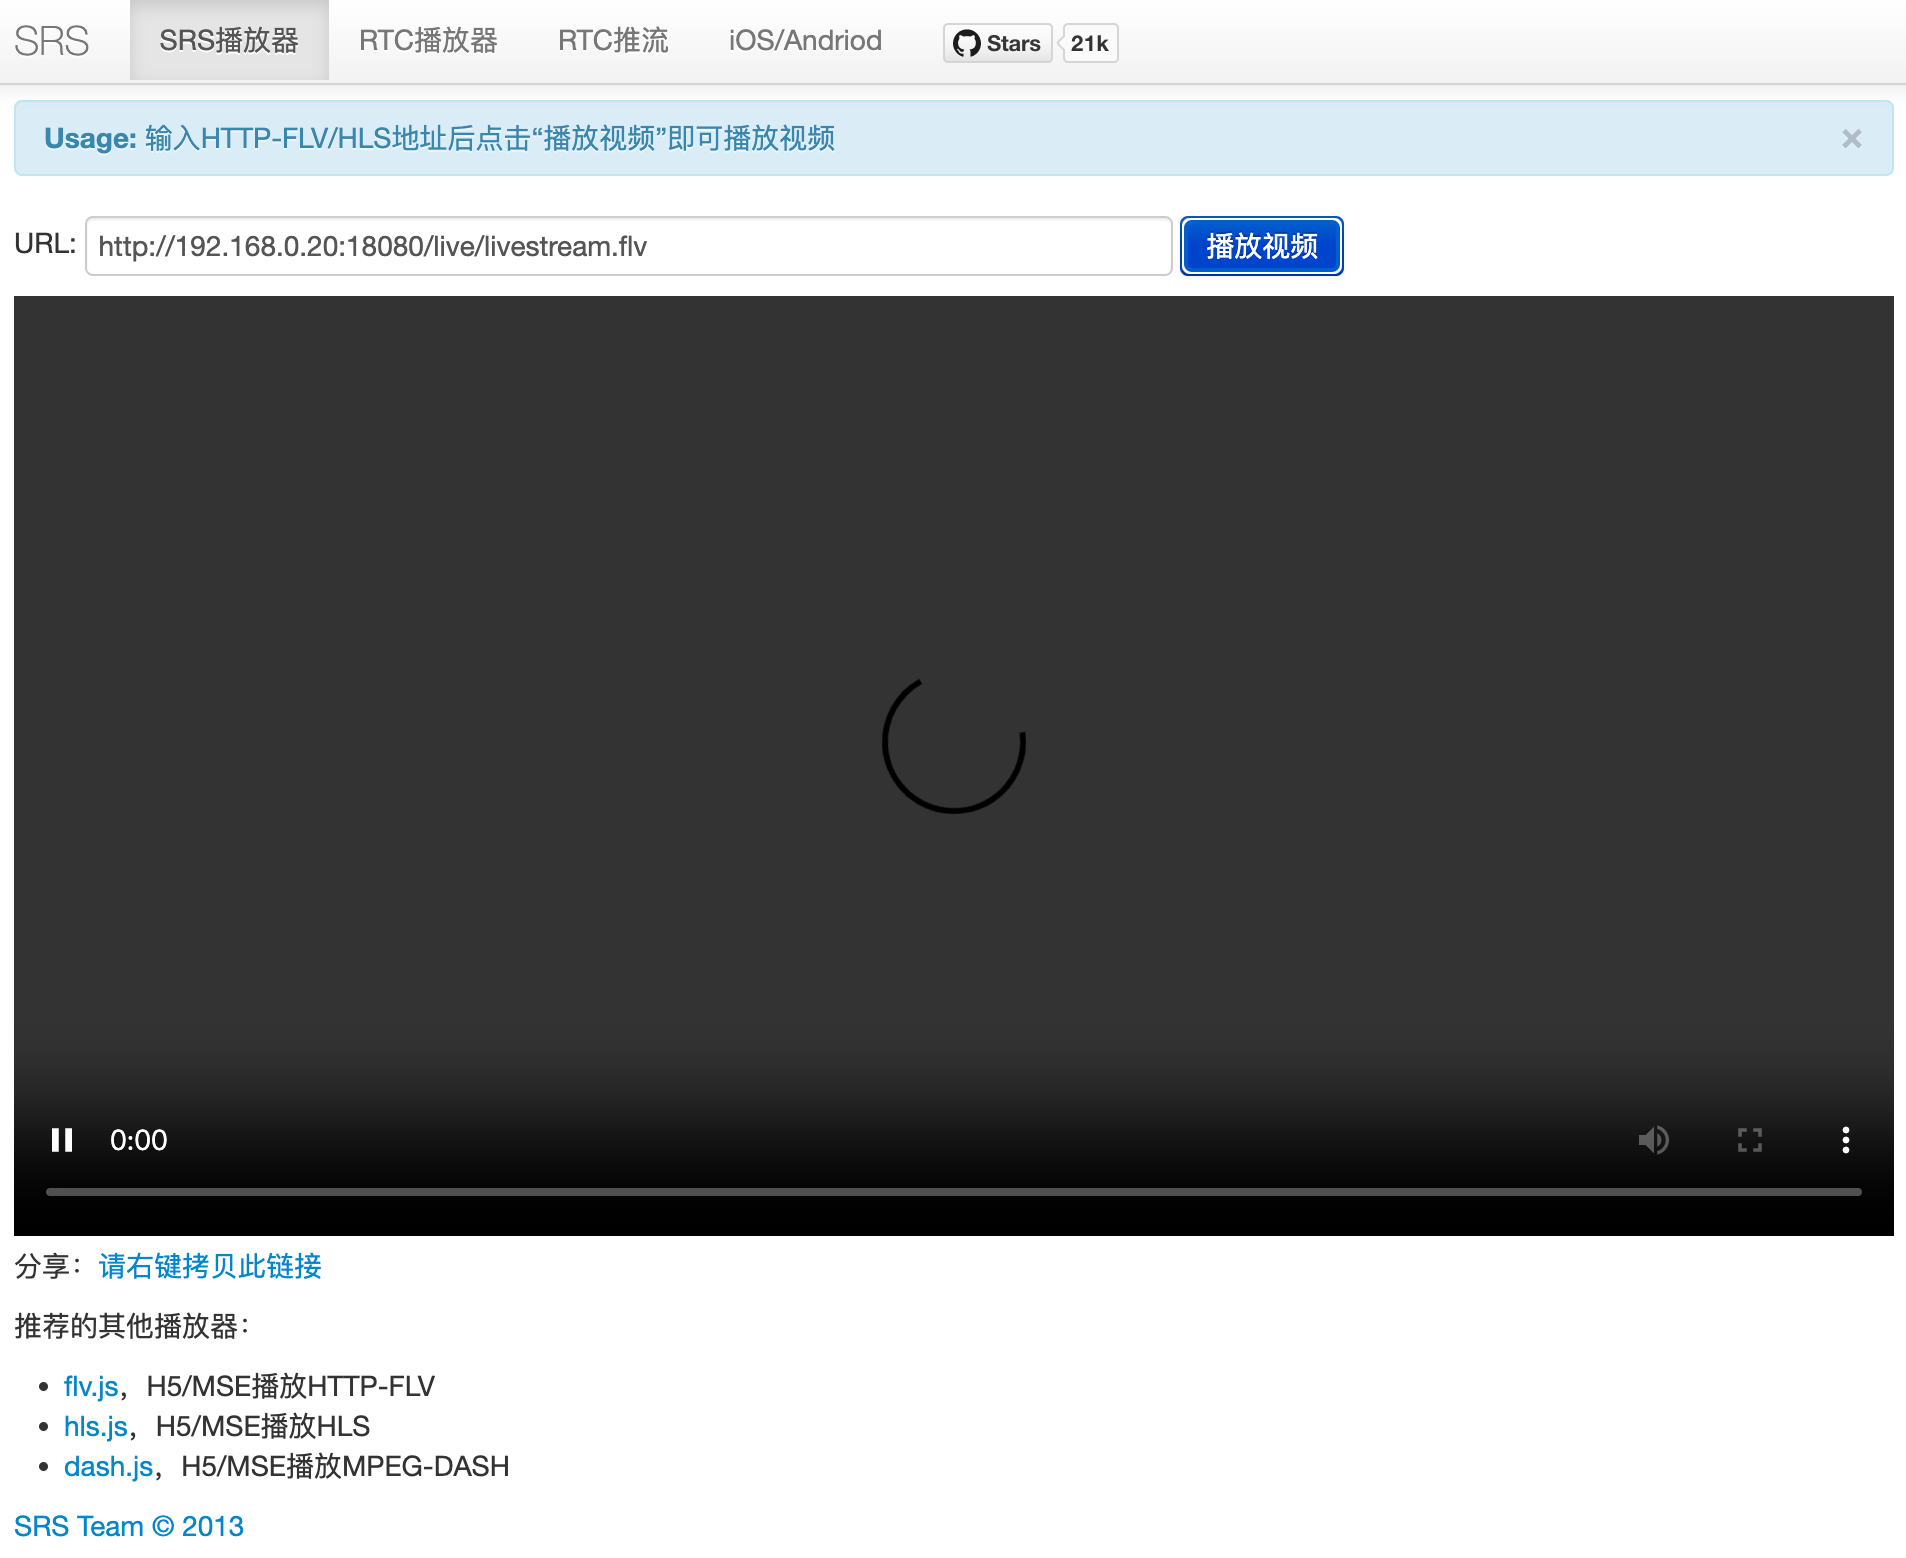 SRS SRS播放器 RTC播放器 RTC推流 iOS/Andriod Stars 21k
Usage: 输入HTTP-FLV/HLS地址后点击“播放视频”即可播放视频 ×
URL: http://192.168.0.20:18080/live/livestream.flv 播放视频
0:00
分享： 请右键拷贝此链接
推荐的其他播放器：
• flv.js，H5/MSE播放HTTP-FLV
• hls.js，H5/MSE播放HLS
• dash.js，H5/MSE播放MPEG-DASH
SRS Team © 2013